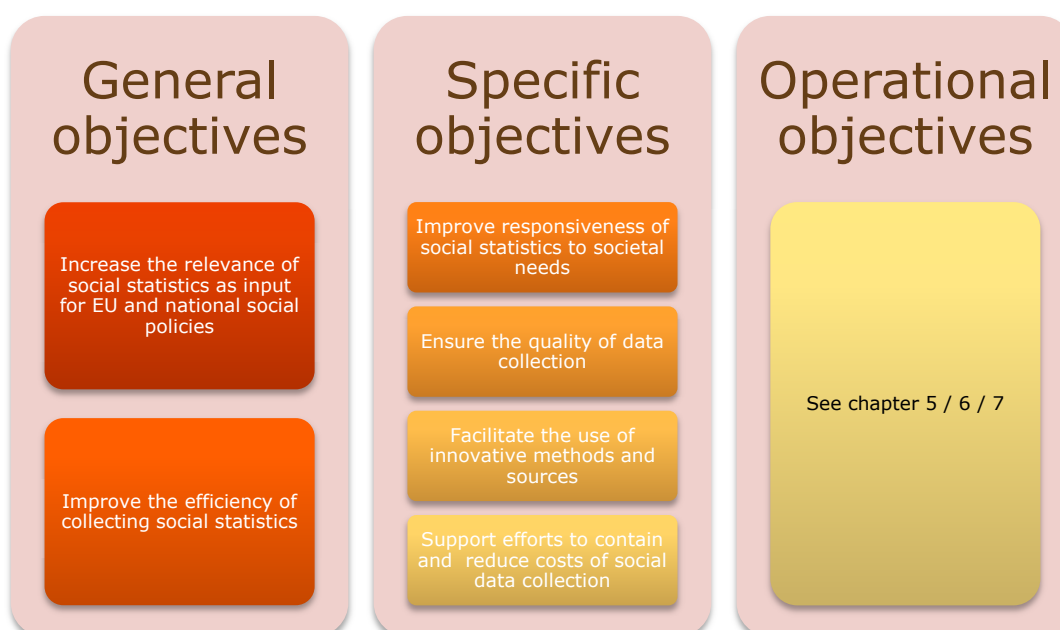 General
objectives
Increase the relevance of
social statistics as input
for EU and national social
policies
Improve the efficiency of
collecting social statistics
Specific
objectives
Improve responsiveness of
social statistics to societal
needs
Ensure the quality of data
collection
Facilitate the use of
innovative methods and
sources
Support efforts to contain
and  reduce costs of social
data collection
Operational
objectives
See chapter 5 / 6 / 7